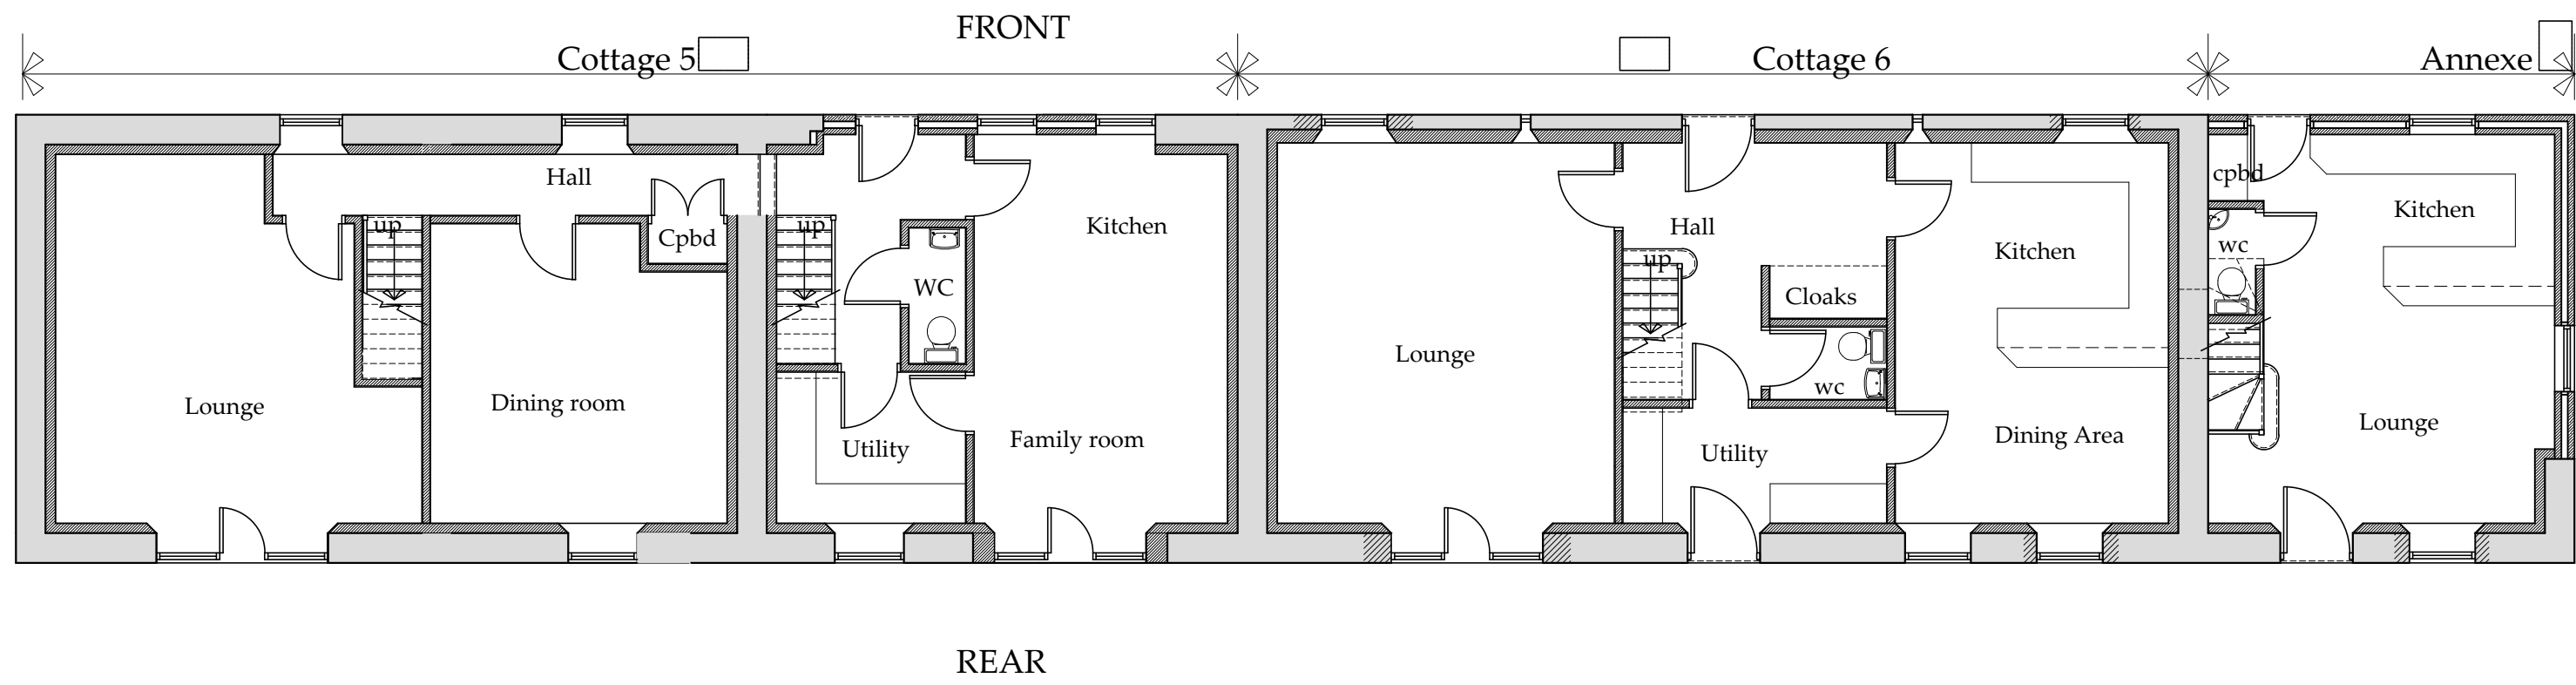 FRONT
Cottage 5
Cottage 6
Annexe
Hall
up
Cpbd
Lounge
Dining room
up
WC
Kitchen
Utility
Family room
Lounge
Hall
up
Cloaks
wc
Utility
Kitchen
Dining Area
cpbd
wc
Kitchen
Lounge
REAR